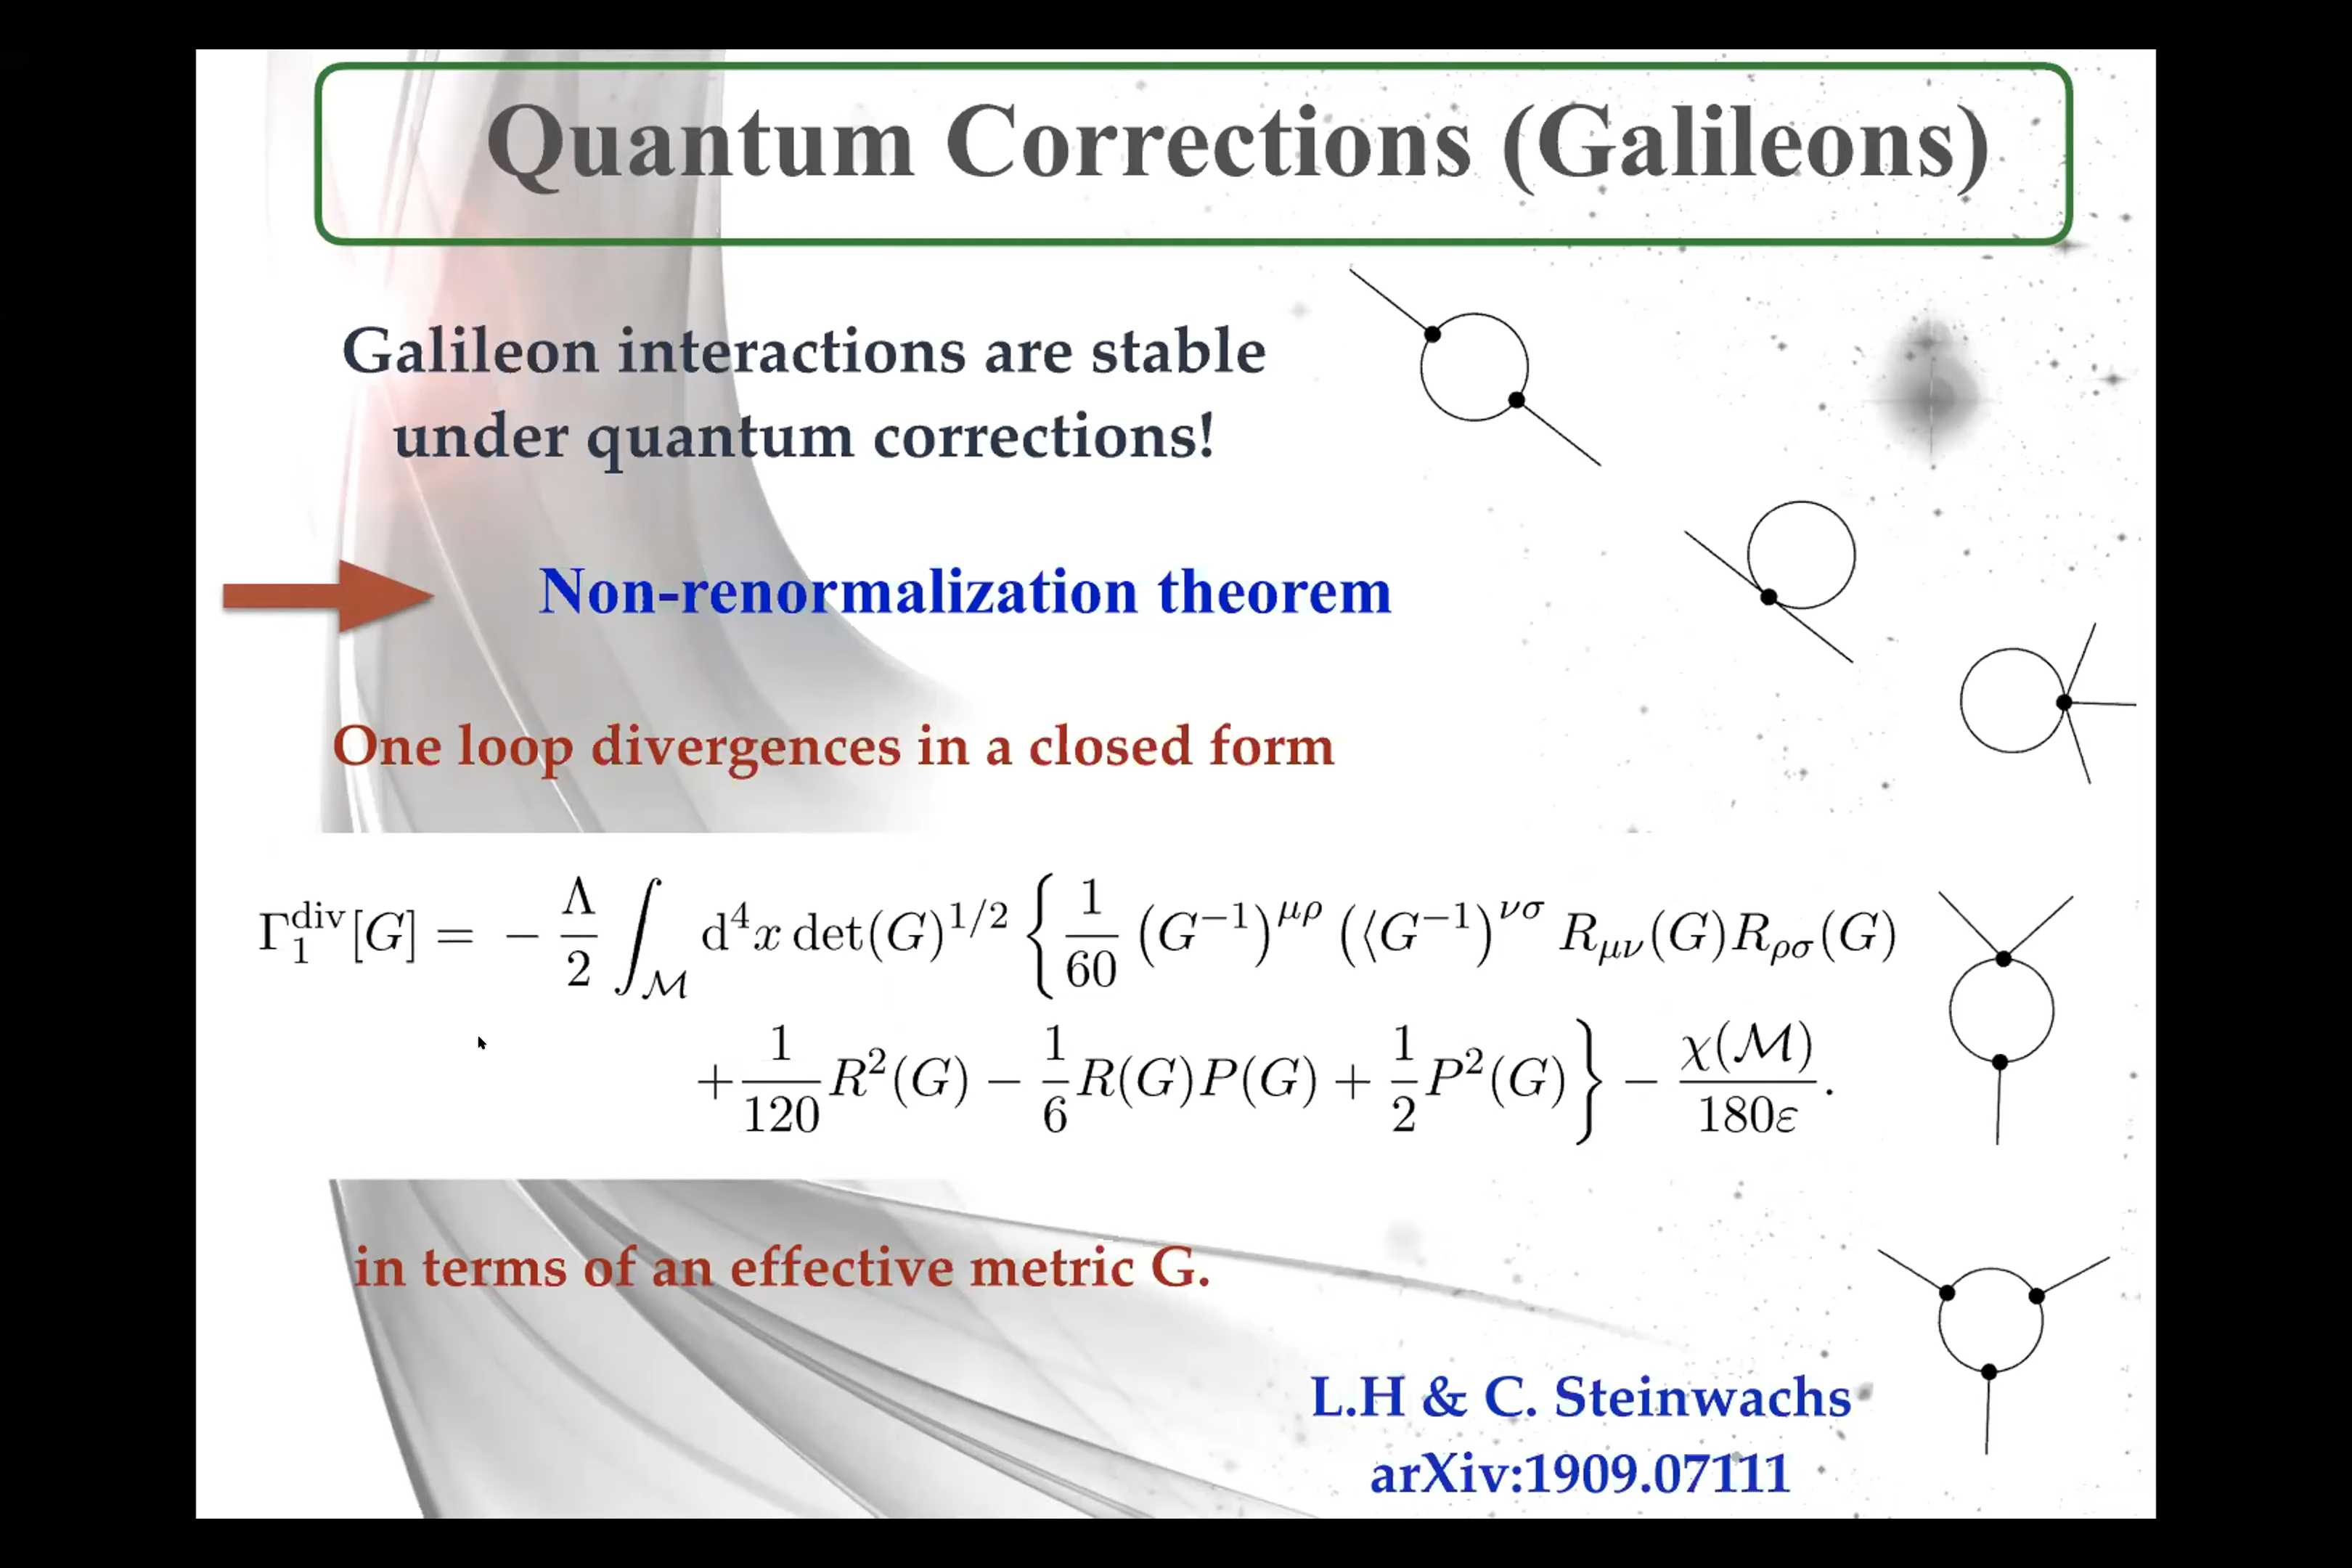 Quantum Corrections (Galileons)
Galileon interactions are stable
under quantum corrections!
Non-renormalization theorem
One loop divergences in a closed form
Γ₁^div[G] = − Λ/2 ∫_ℳ d⁴x det(G)^{1/2} { 1/60 (G⁻¹)^{μρ} (⟨G⁻¹)^{νσ} R_{μν}(G)R_{ρσ}(G)
+ 1/120 R²(G) − 1/6 R(G)P(G) + 1/2 P²(G) } − χ(ℳ)/180ε .
in terms of an effective metric G.
L.H & C. Steinwachs
arXiv:1909.07111